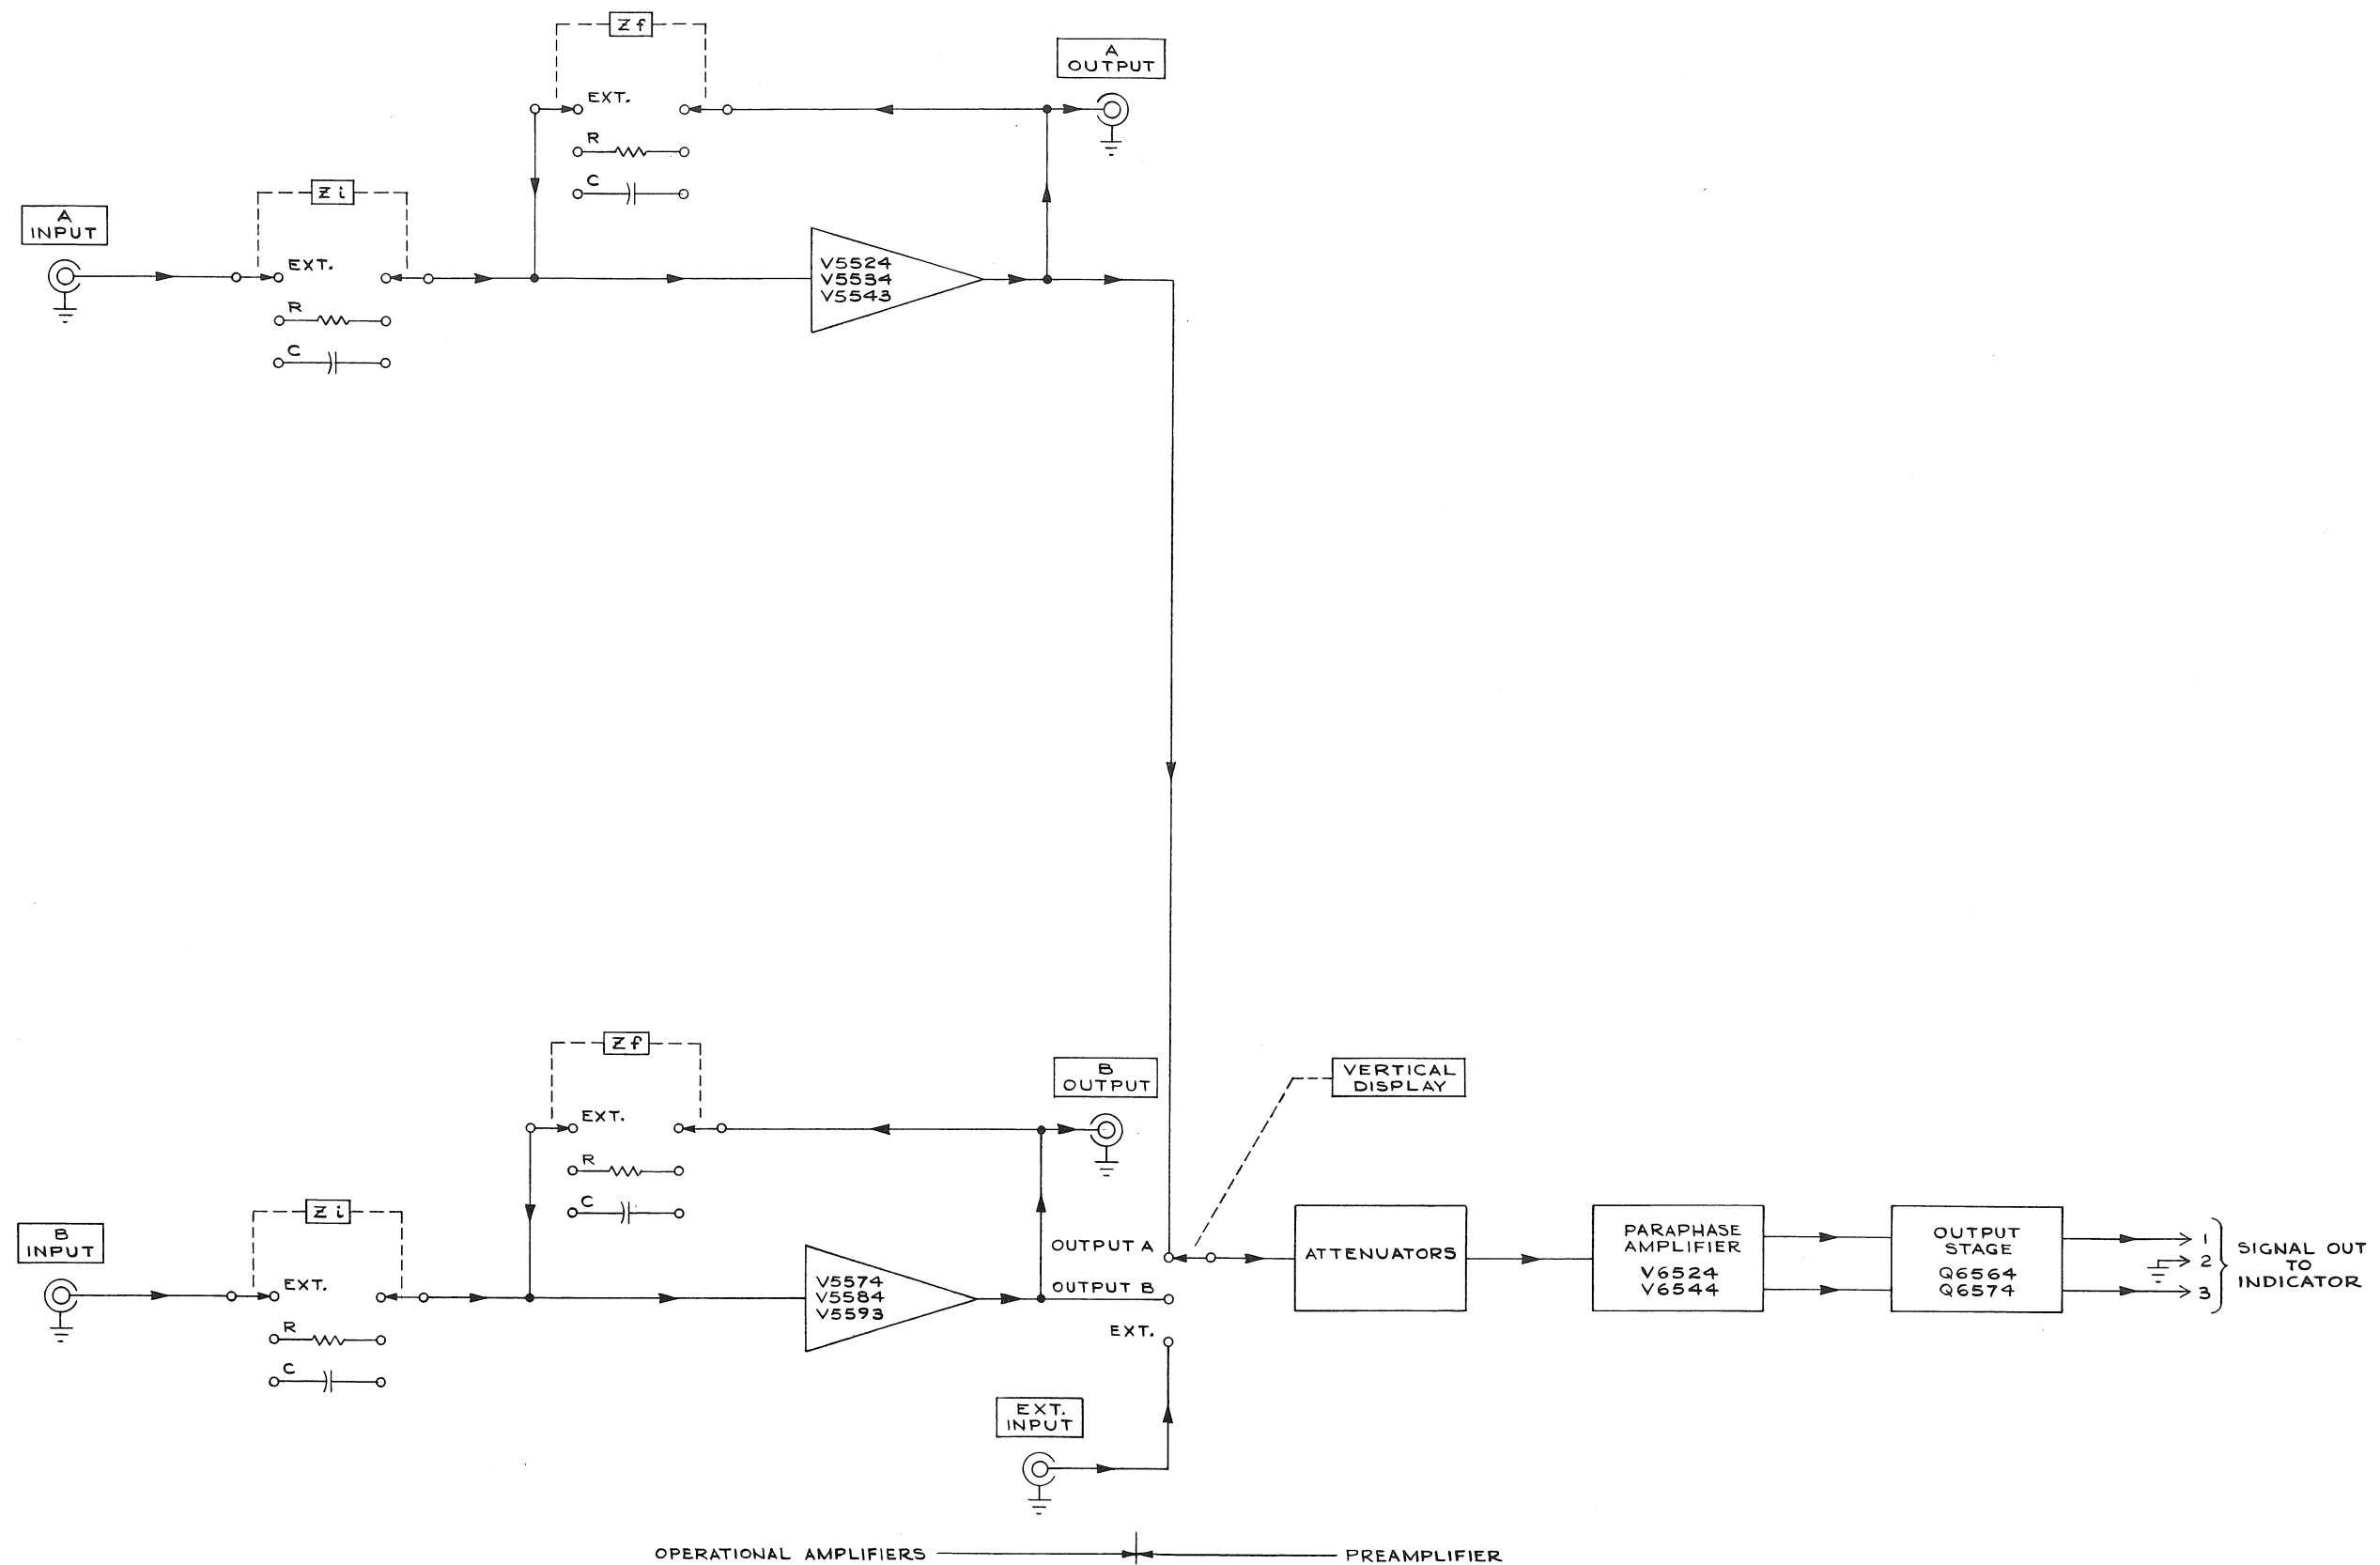 Zf
A
OUTPUT
EXT.
R
C
Zi
A
INPUT
EXT.
R
C
V5524
V5534
V5543
Zf
B
OUTPUT
VERTICAL
DISPLAY
EXT.
R
C
Zi
B
INPUT
EXT.
R
C
V5574
V5584
V5593
OUTPUT A
OUTPUT B
EXT.
EXT.
INPUT
ATTENUATORS
PARAPHASE
AMPLIFIER
V6524
V6544
OUTPUT
STAGE
Q6564
Q6574
1
2
3
SIGNAL OUT
TO
INDICATOR
OPERATIONAL AMPLIFIERS
PREAMPLIFIER